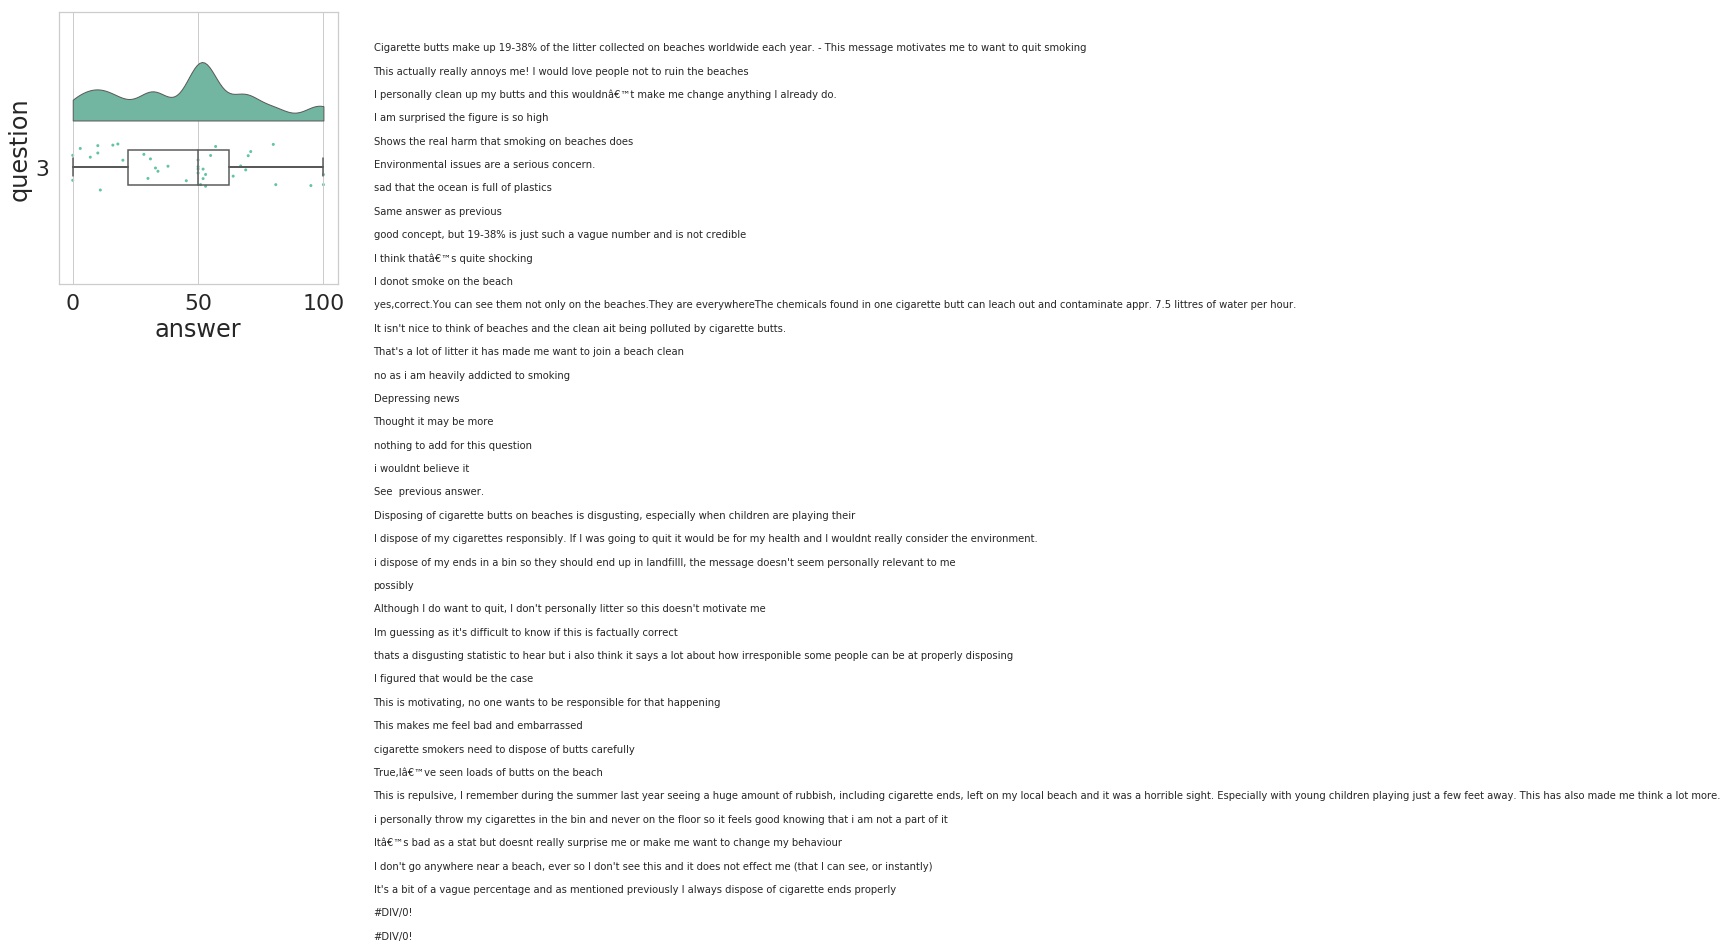 question
3
0 50 100
answer
Cigarette butts make up 19-38% of the litter collected on beaches worldwide each year. - This message motivates me to want to quit smoking
This actually really annoys me! I would love people not to ruin the beaches
I personally clean up my butts and this wouldnâ€™t make me change anything I already do.
I am surprised the figure is so high
Shows the real harm that smoking on beaches does
Environmental issues are a serious concern.
sad that the ocean is full of plastics
Same answer as previous
good concept, but 19-38% is just such a vague number and is not credible
I think thatâ€™s quite shocking
I donot smoke on the beach
yes,correct.You can see them not only on the beaches.They are everywhereThe chemicals found in one cigarette butt can leach out and contaminate appr. 7.5 littres of water per hour.
It isn't nice to think of beaches and the clean ait being polluted by cigarette butts.
That's a lot of litter it has made me want to join a beach clean
no as i am heavily addicted to smoking
Depressing news
Thought it may be more
nothing to add for this question
i wouldnt believe it
See  previous answer.
Disposing of cigarette butts on beaches is disgusting, especially when children are playing their
I dispose of my cigarettes responsibly. If I was going to quit it would be for my health and I wouldnt really consider the environment.
i dispose of my ends in a bin so they should end up in landfilll, the message doesn't seem personally relevant to me
possibly
Although I do want to quit, I don't personally litter so this doesn't motivate me
Im guessing as it's difficult to know if this is factually correct
thats a disgusting statistic to hear but i also think it says a lot about how irresponible some people can be at properly disposing
I figured that would be the case
This is motivating, no one wants to be responsible for that happening
This makes me feel bad and embarrassed
cigarette smokers need to dispose of butts carefully
True,Iâ€™ve seen loads of butts on the beach
This is repulsive, I remember during the summer last year seeing a huge amount of rubbish, including cigarette ends, left on my local beach and it was a horrible sight. Especially with young children playing just a few feet away. This has also made me think a lot more.
i personally throw my cigarettes in the bin and never on the floor so it feels good knowing that i am not a part of it
Itâ€™s bad as a stat but doesnt really surprise me or make me want to change my behaviour
I don't go anywhere near a beach, ever so I don't see this and it does not effect me (that I can see, or instantly)
It's a bit of a vague percentage and as mentioned previously I always dispose of cigarette ends properly
#DIV/0!
#DIV/0!